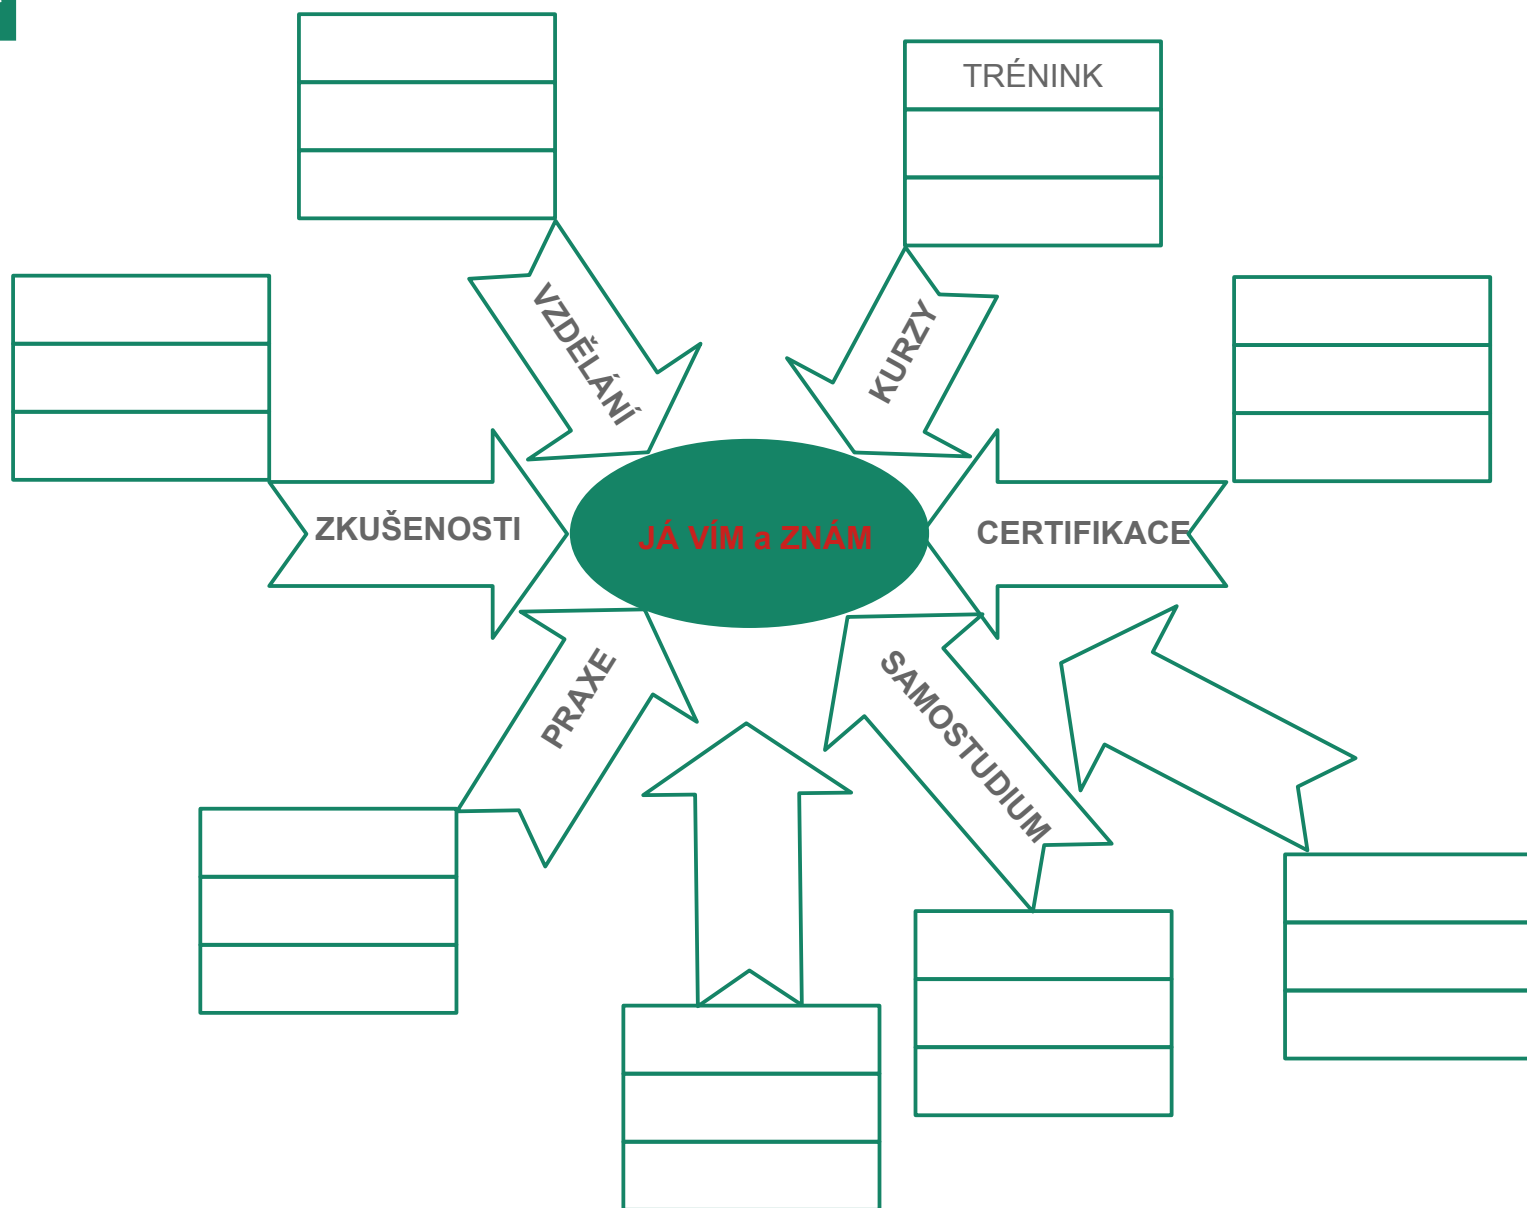 TRÉNINK
VZDĚLÁNÍ
KURZY
ZKUŠENOSTI
JÁ VÍM a ZNÁM
CERTIFIKACE
PRAXE
SAMOSTUDIUM